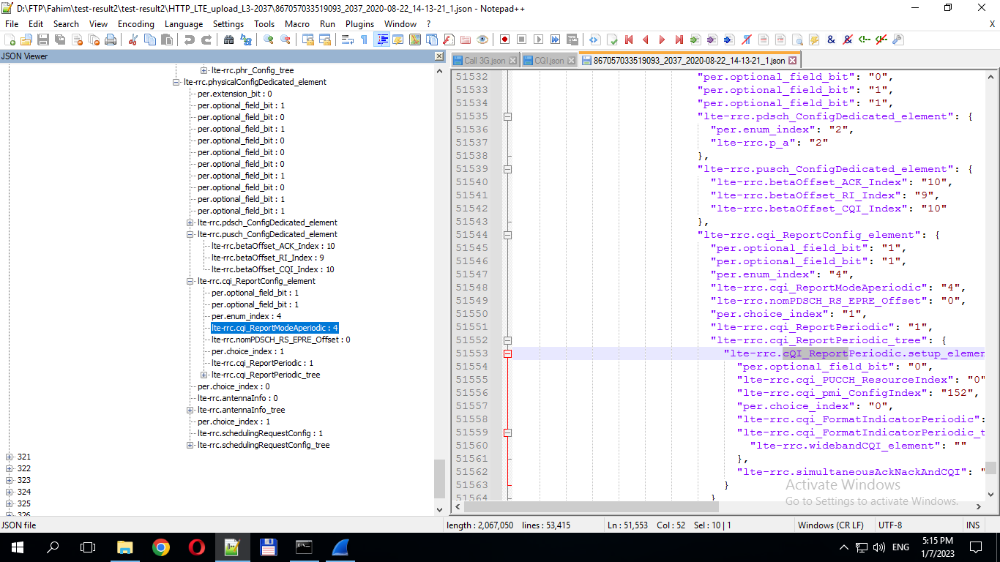 D:\FTP\Fahim\test-result2\test-result2\HTTP_LTE_upload_L3-2037\867057033519093_2037_2020-08-22_14-13-21_1.json - Notepad++
File Edit Search View Encoding Language Settings Tools Macro Run Plugins Window ? X
JSON Viewer
lte-rrc.phr_Config_tree
lte-rrc.physicalConfigDedicated_element
per.extension_bit : 0
per.optional_field_bit : 1
per.optional_field_bit : 0
per.optional_field_bit : 1
per.optional_field_bit : 0
per.optional_field_bit : 0
per.optional_field_bit : 0
per.optional_field_bit : 1
per.optional_field_bit : 0
per.optional_field_bit : 1
per.optional_field_bit : 1
lte-rrc.pdsch_ConfigDedicated_element
lte-rrc.pusch_ConfigDedicated_element
lte-rrc.betaOffset_ACK_Index : 10
lte-rrc.betaOffset_RI_Index : 9
lte-rrc.betaOffset_CQI_Index : 10
lte-rrc.cqi_ReportConfig_element
per.optional_field_bit : 1
per.optional_field_bit : 1
per.enum_index : 4
lte-rrc.cqi_ReportModeAperiodic : 4
lte-rrc.nomPDSCH_RS_EPRE_Offset : 0
per.choice_index : 1
lte-rrc.cqi_ReportPeriodic : 1
lte-rrc.cqi_ReportPeriodic_tree
per.choice_index : 0
lte-rrc.antennaInfo : 0
lte-rrc.antennaInfo_tree
per.choice_index : 1
lte-rrc.schedulingRequestConfig : 1
lte-rrc.schedulingRequestConfig_tree
321
322
323
324
325
326
Call 3G.json CQI.json 867057033519093_2037_2020-08-22_14-13-21_1.json
51532 "per.optional_field_bit": "0",
51533 "per.optional_field_bit": "1",
51534 "per.optional_field_bit": "1",
51535 "lte-rrc.pdsch_ConfigDedicated_element": {
51536 "per.enum_index": "2",
51537 "lte-rrc.p_a": "2"
51538 },
51539 "lte-rrc.pusch_ConfigDedicated_element": {
51540 "lte-rrc.betaOffset_ACK_Index": "10",
51541 "lte-rrc.betaOffset_RI_Index": "9",
51542 "lte-rrc.betaOffset_CQI_Index": "10"
51543 },
51544 "lte-rrc.cqi_ReportConfig_element": {
51545 "per.optional_field_bit": "1",
51546 "per.optional_field_bit": "1",
51547 "per.enum_index": "4",
51548 "lte-rrc.cqi_ReportModeAperiodic": "4",
51549 "lte-rrc.nomPDSCH_RS_EPRE_Offset": "0",
51550 "per.choice_index": "1",
51551 "lte-rrc.cqi_ReportPeriodic": "1",
51552 "lte-rrc.cqi_ReportPeriodic_tree": {
51553 "lte-rrc.cQI_ReportPeriodic.setup_elemen
51554 "per.optional_field_bit": "0",
51555 "lte-rrc.cqi_PUCCH_ResourceIndex": "0"
51556 "lte-rrc.cqi_pmi_ConfigIndex": "152",
51557 "per.choice_index": "0",
51558 "lte-rrc.cqi_FormatIndicatorPeriodic":
51559 "lte-rrc.cqi_FormatIndicatorPeriodic_t
51560 "lte-rrc.widebandCQI_element": ""
51561 },
51562 "lte-rrc.simultaneousAckNackAndCQI": "
51563 }
51564 }
Activate Windows
Go to Settings to activate Windows.
JSON file length : 2,067,050 lines : 53,415 Ln : 51,553 Col : 52 Sel : 10 | 1 Windows (CR LF) UTF-8 INS
ENG 5:15 PM
1/7/2023